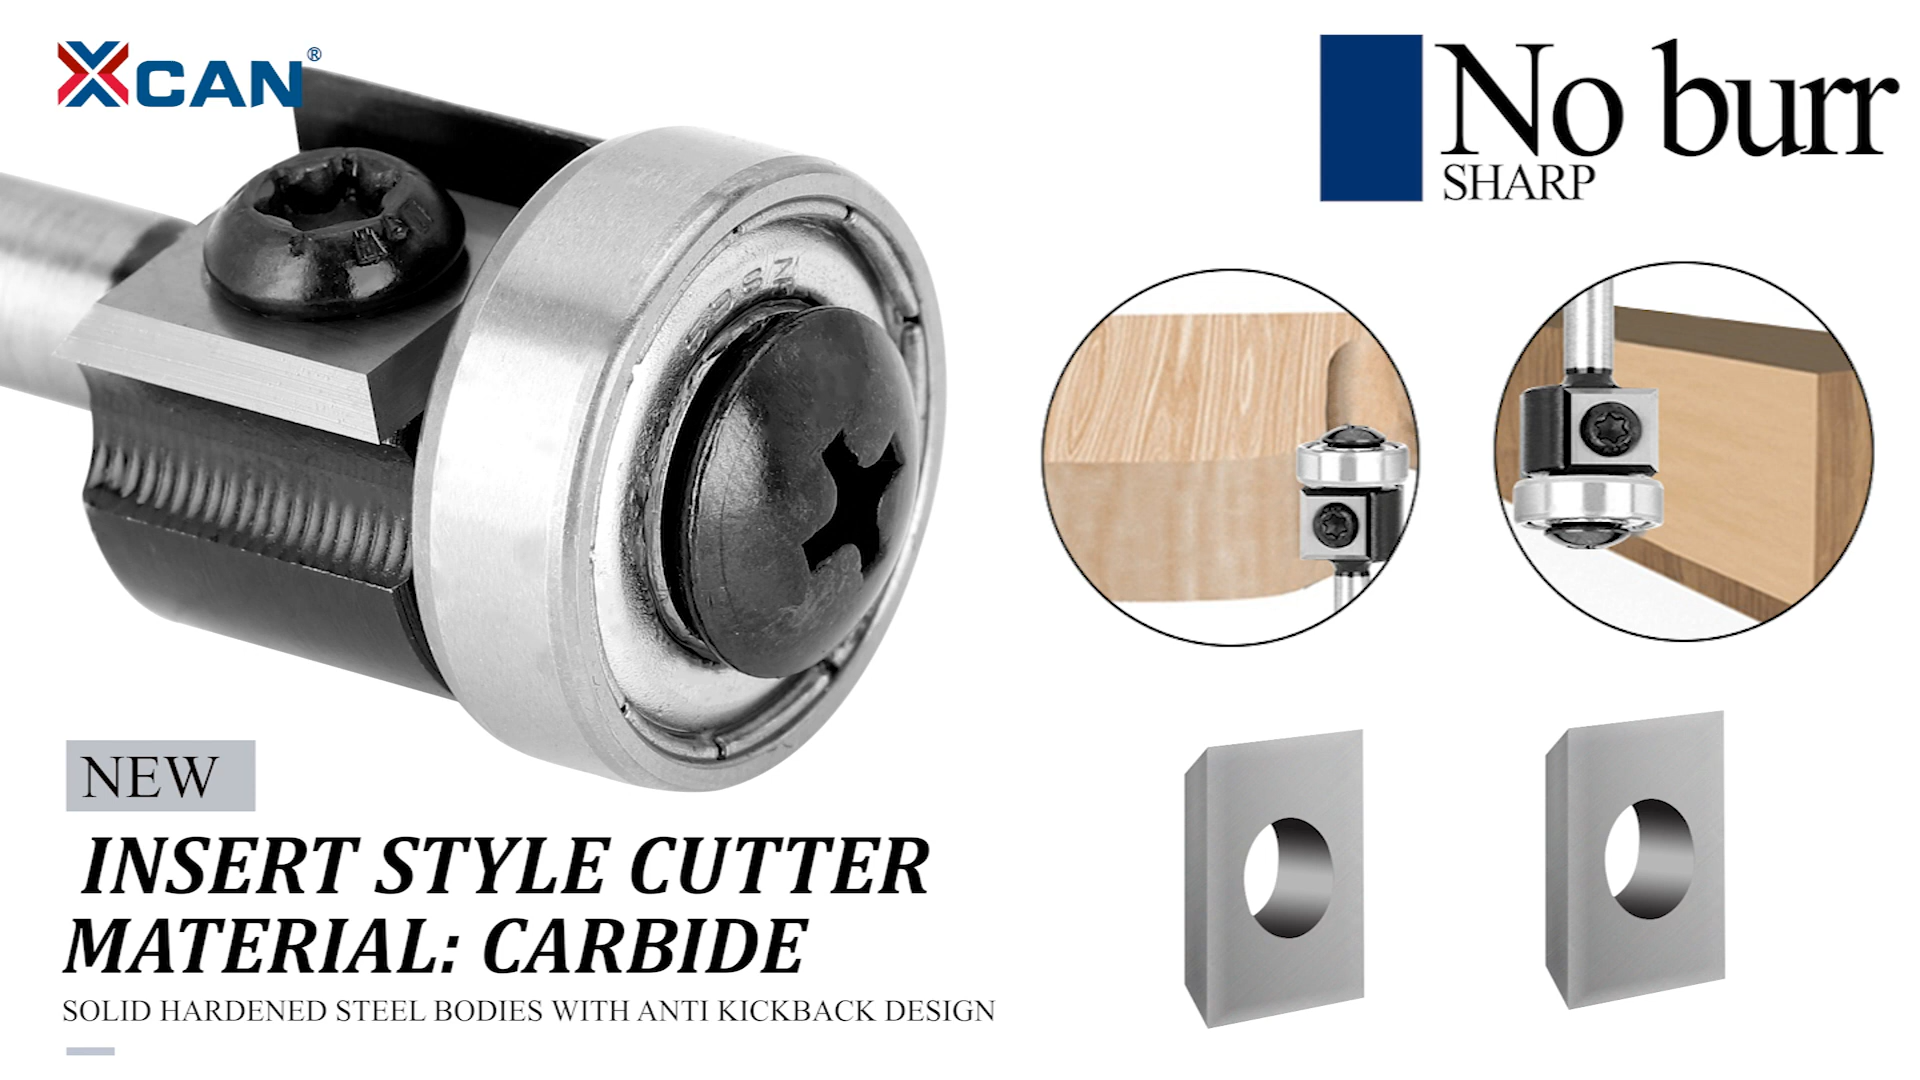 XCAN®
No burr
SHARP
NEW
INSERT STYLE CUTTER
MATERIAL: CARBIDE
SOLID HARDENED STEEL BODIES WITH ANTI KICKBACK DESIGN